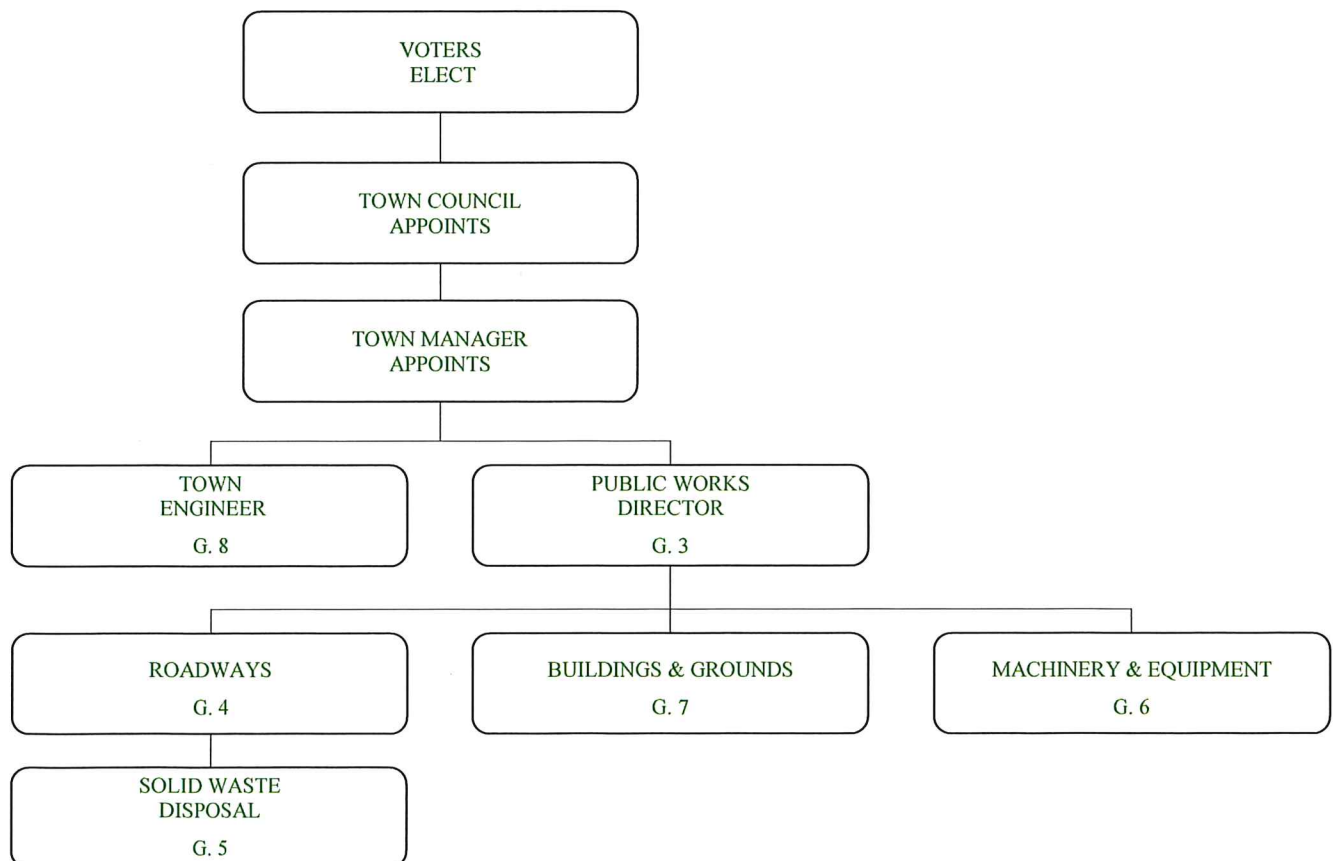 VOTERS
ELECT
TOWN COUNCIL
APPOINTS
TOWN MANAGER
APPOINTS
TOWN
ENGINEER
G. 8
PUBLIC WORKS
DIRECTOR
G. 3
ROADWAYS
G. 4
BUILDINGS & GROUNDS
G. 7
MACHINERY & EQUIPMENT
G. 6
SOLID WASTE
DISPOSAL
G. 5